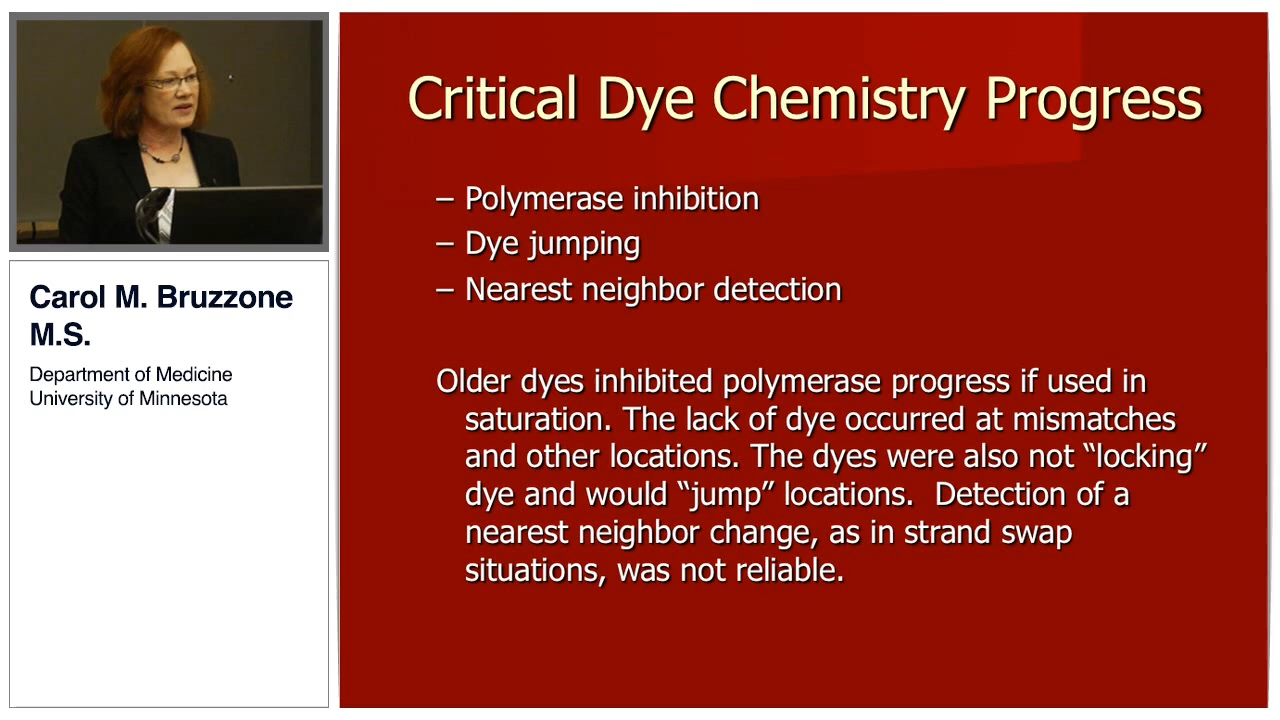 Carol M. Bruzzone
M.S.
Department of Medicine
University of Minnesota
Critical Dye Chemistry Progress
– Polymerase inhibition
– Dye jumping
– Nearest neighbor detection
Older dyes inhibited polymerase progress if used in
saturation. The lack of dye occurred at mismatches
and other locations. The dyes were also not “locking”
dye and would “jump” locations.  Detection of a
nearest neighbor change, as in strand swap
situations, was not reliable.